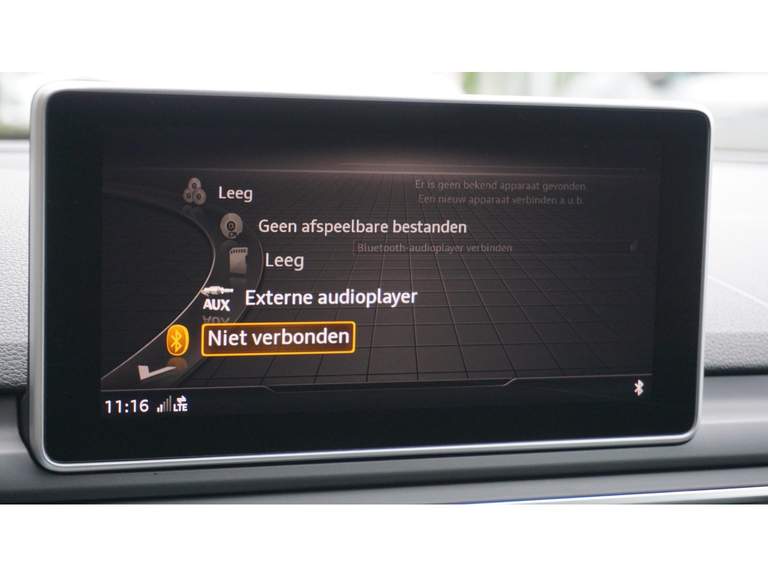 Leeg
Er is geen bekend apparaat gevonden.
Een nieuw apparaat verbinden a.u.b.
Geen afspeelbare bestanden
Bluetooth-audioplayer verbinden
Leeg
AUX
Externe audioplayer
Niet verbonden
11:16
LTE